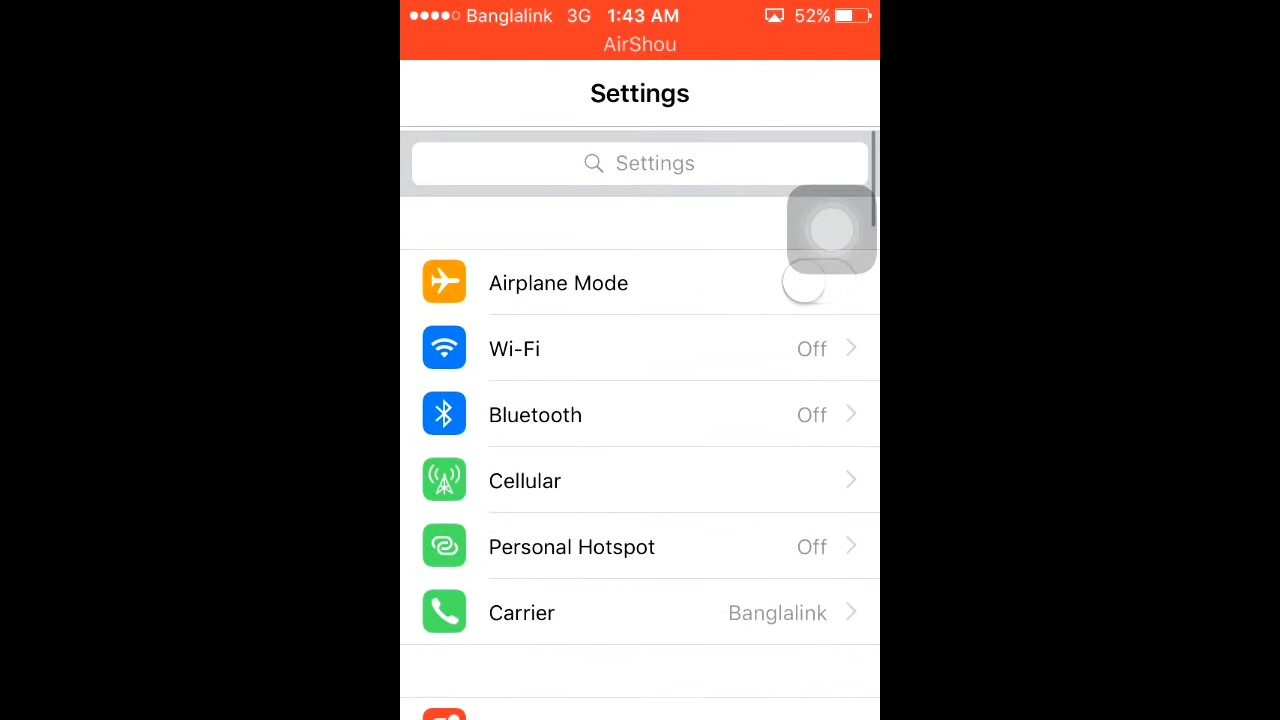 Banglalink 3G 1:43 AM 52%
AirShou
Settings
Settings
Airplane Mode
Wi-Fi Off
Bluetooth Off
Cellular
Personal Hotspot Off
Carrier Banglalink